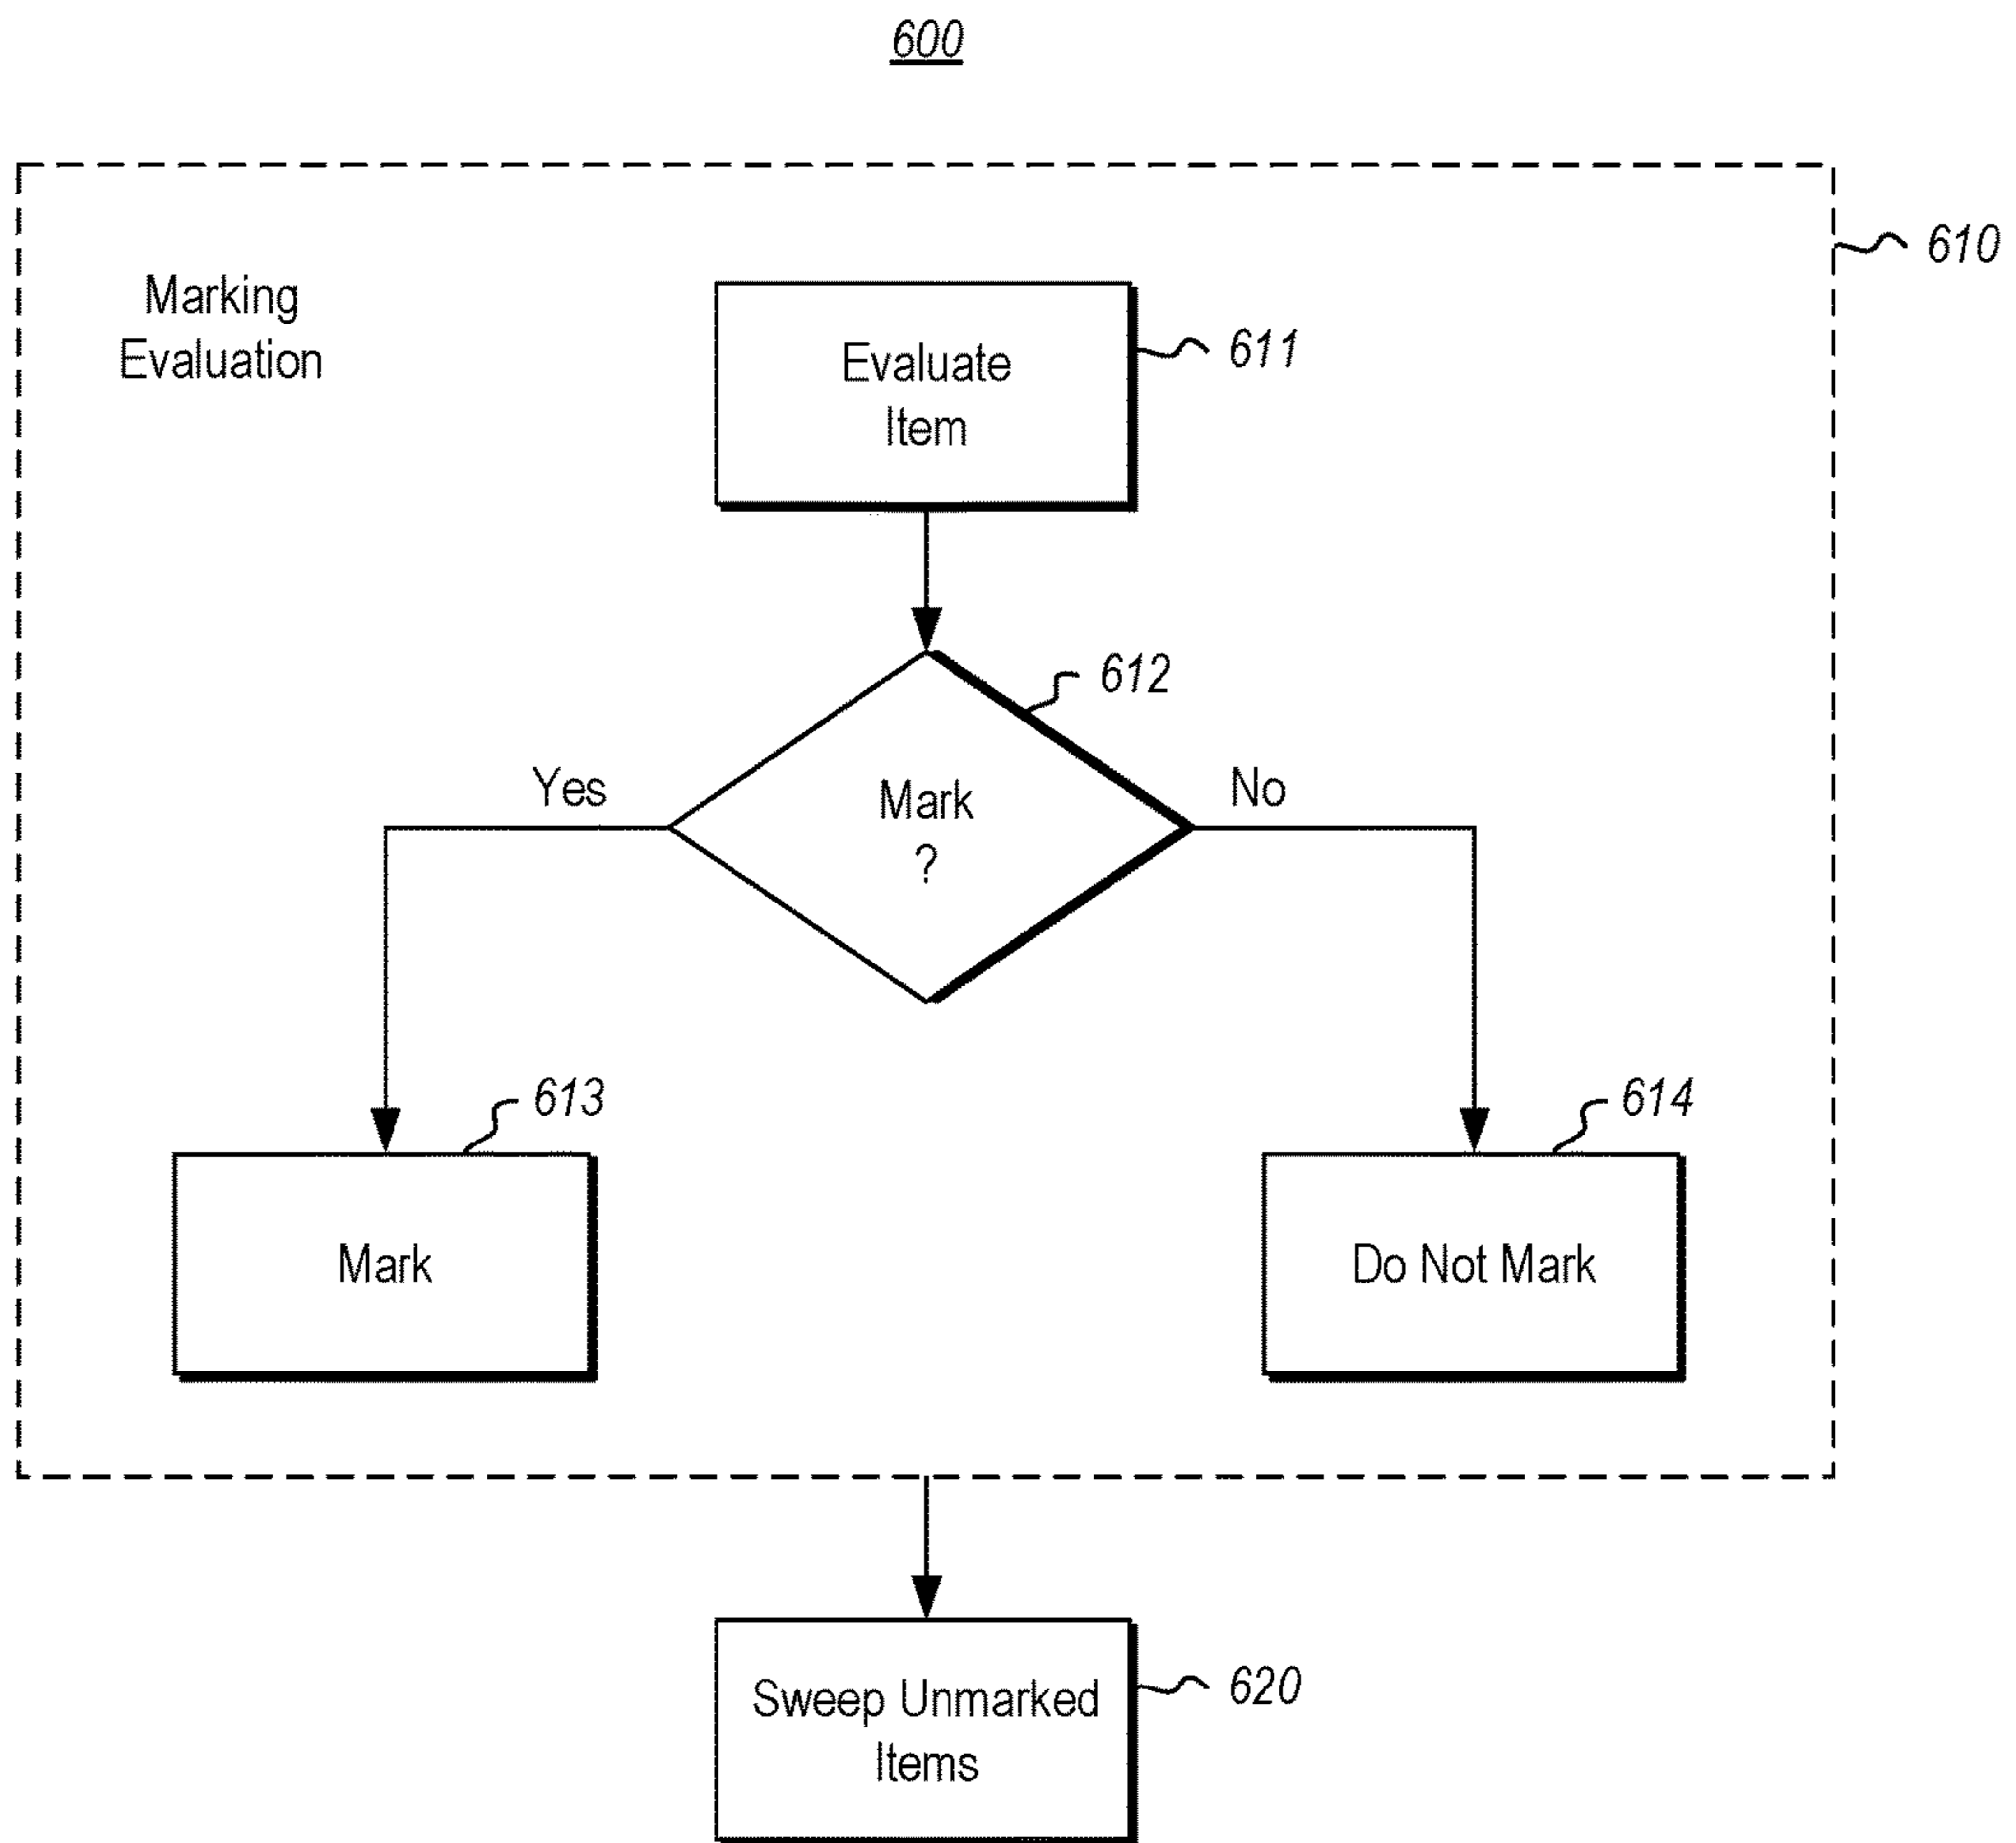 600
610
Marking
Evaluation
Evaluate
Item
611
612
Yes
Mark
?
No
613
Mark
614
Do Not Mark
Sweep Unmarked
Items
620